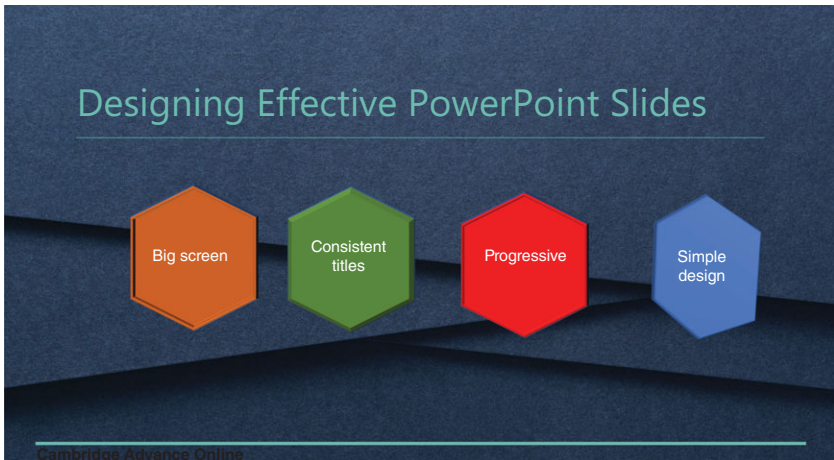 Designing Effective PowerPoint Slides
Big screen
Consistent
titles
Progressive
Simple
design
Cambridge Advance Online